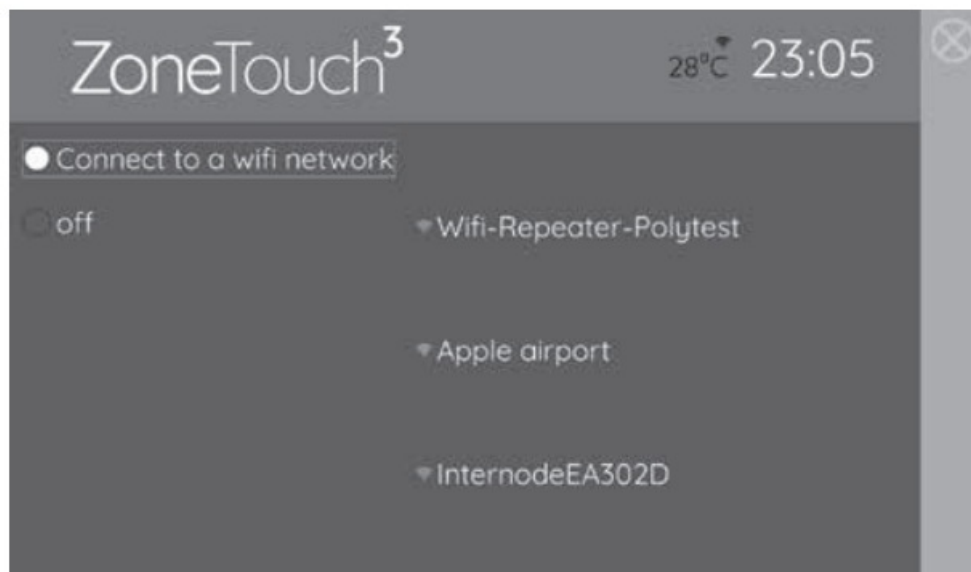 ZoneTouch³
28°C 23:05
Connect to a wifi network
off
Wifi-Repeater-Polytest
Apple airport
InternodeEA302D